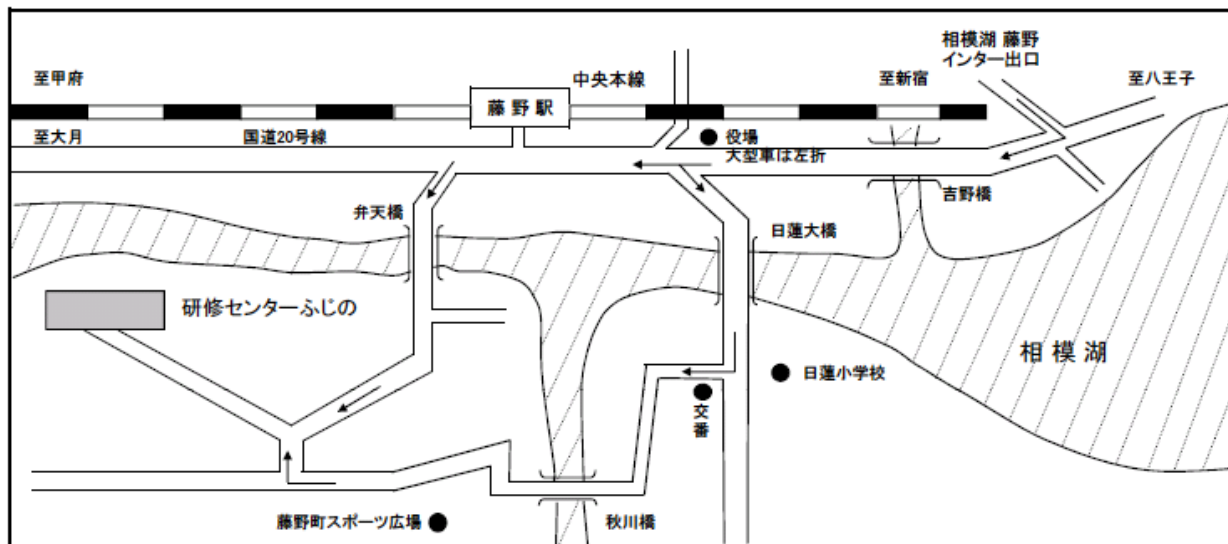 相模湖 藤野
インター出口
至甲府
中央本線
至新宿
至八王子
藤野駅
至大月
国道20号線
役場
大型車は左折
吉野橋
弁天橋
日蓮大橋
研修センターふじの
相模湖
日蓮小学校
交番
藤野町スポーツ広場
秋川橋